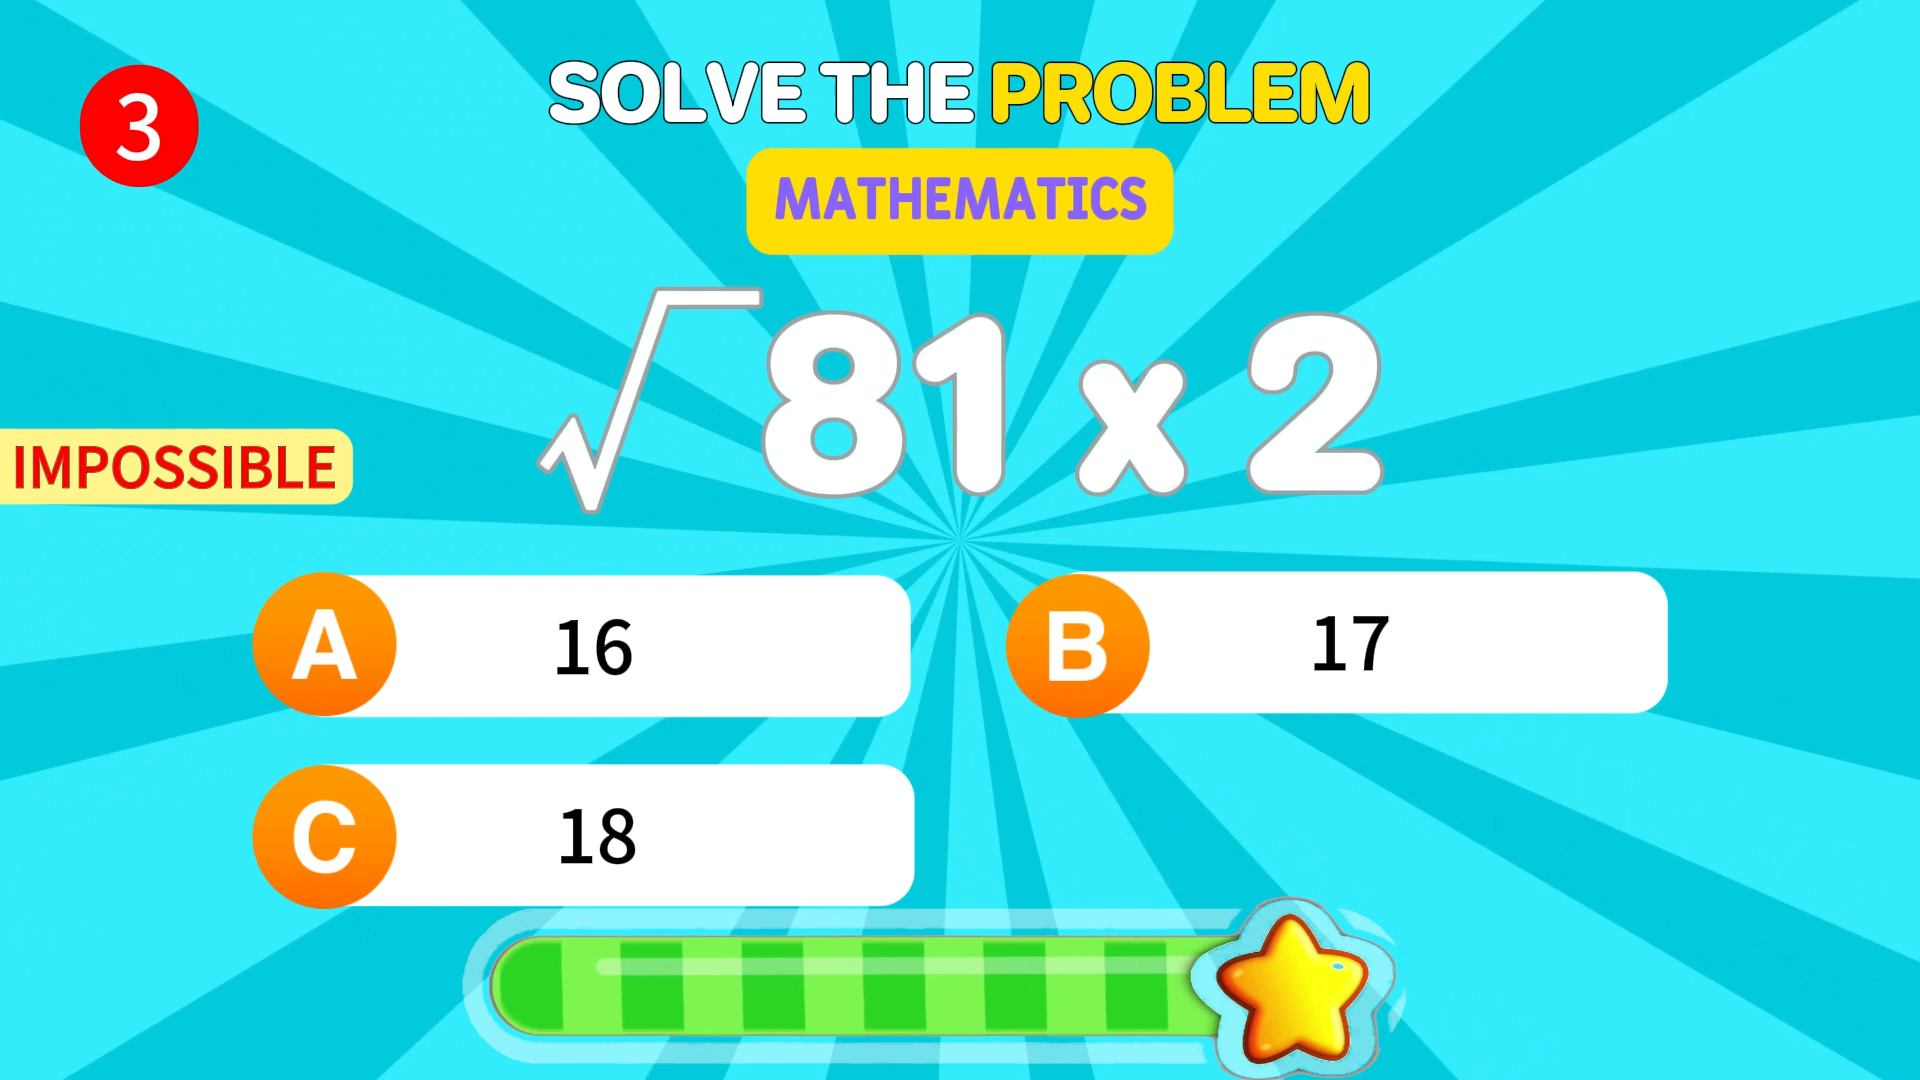 3
SOLVE THE PROBLEM
MATHEMATICS
√81 x 2
IMPOSSIBLE
A 16
B 17
C 18